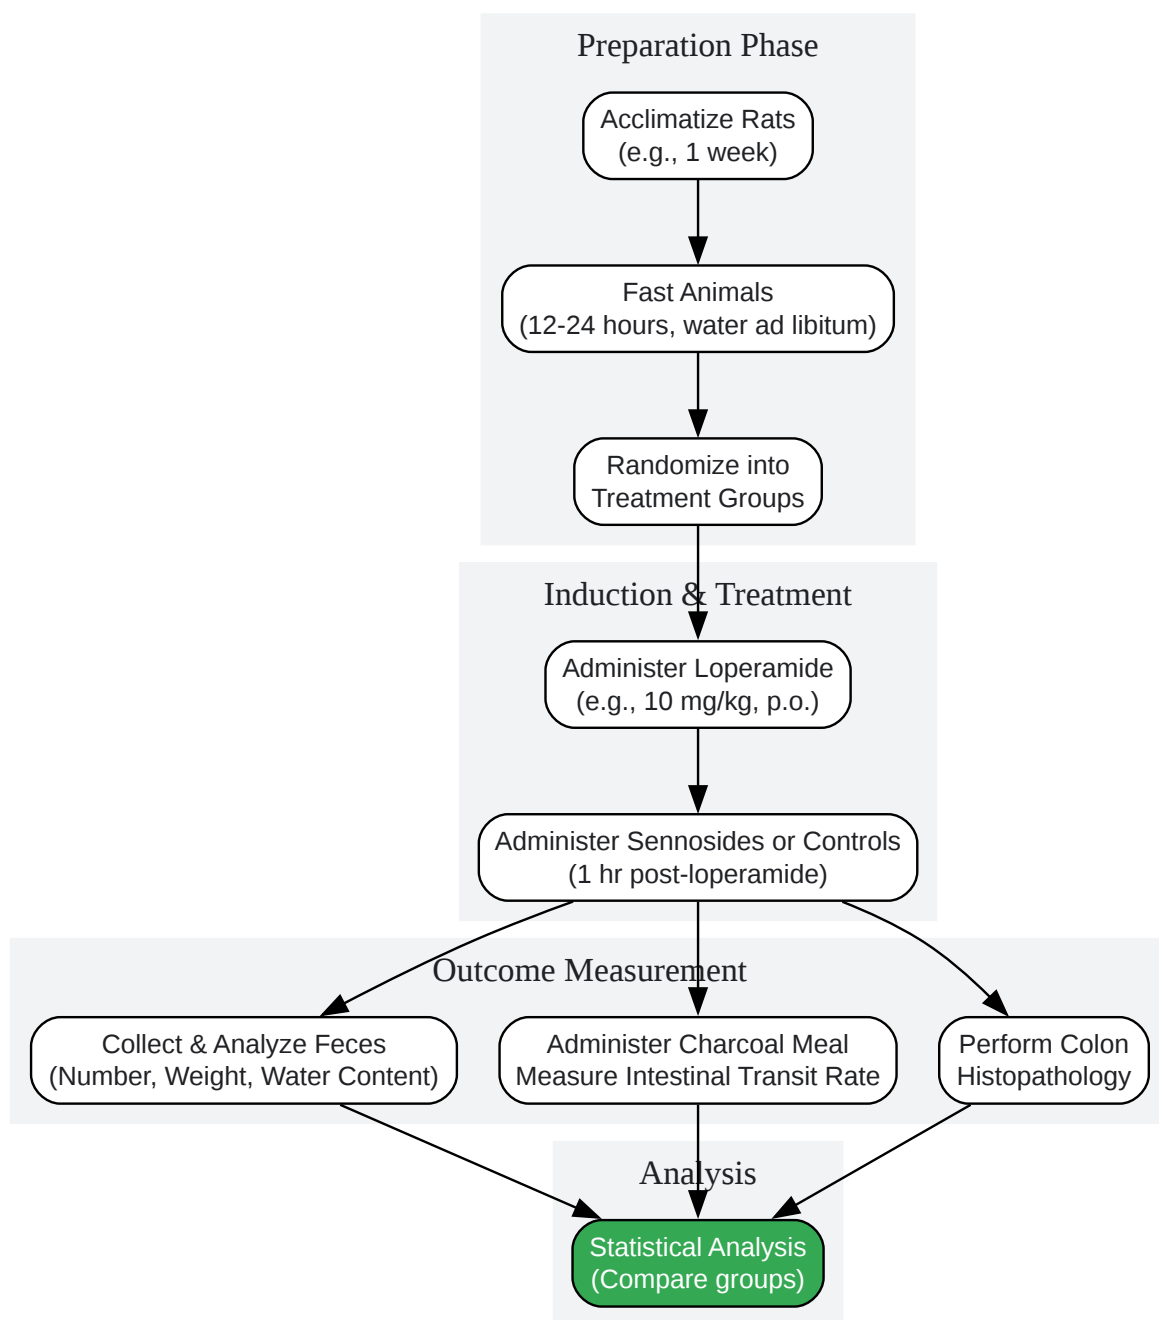 Preparation Phase
Acclimatize Rats
(e.g., 1 week)
Fast Animals
(12-24 hours, water ad libitum)
Randomize into
Treatment Groups
Induction & Treatment
Administer Loperamide
(e.g., 10 mg/kg, p.o.)
Administer Sennosides or Controls
(1 hr post-loperamide)
Outcome Measurement
Collect & Analyze Feces
(Number, Weight, Water Content)
Administer Charcoal Meal
Measure Intestinal Transit Rate
Perform Colon
Histopathology
Analysis
Statistical Analysis
(Compare groups)